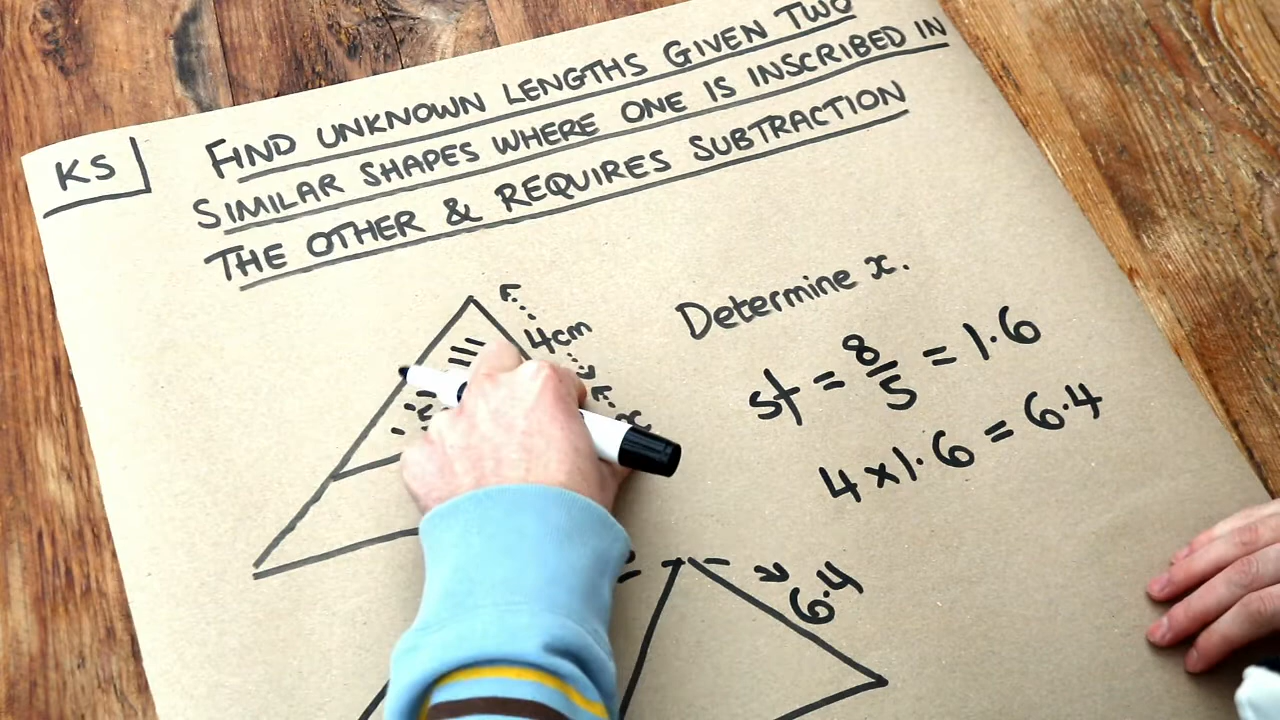 KS
FIND UNKNOWN LENGTHS GIVEN TWO
SIMILAR SHAPES WHERE ONE IS INSCRIBED IN
THE OTHER & REQUIRES SUBTRACTION
4cm
x
Determine x.
sf = 8/5 = 1.6
4 x 1.6 = 6.4
6.4